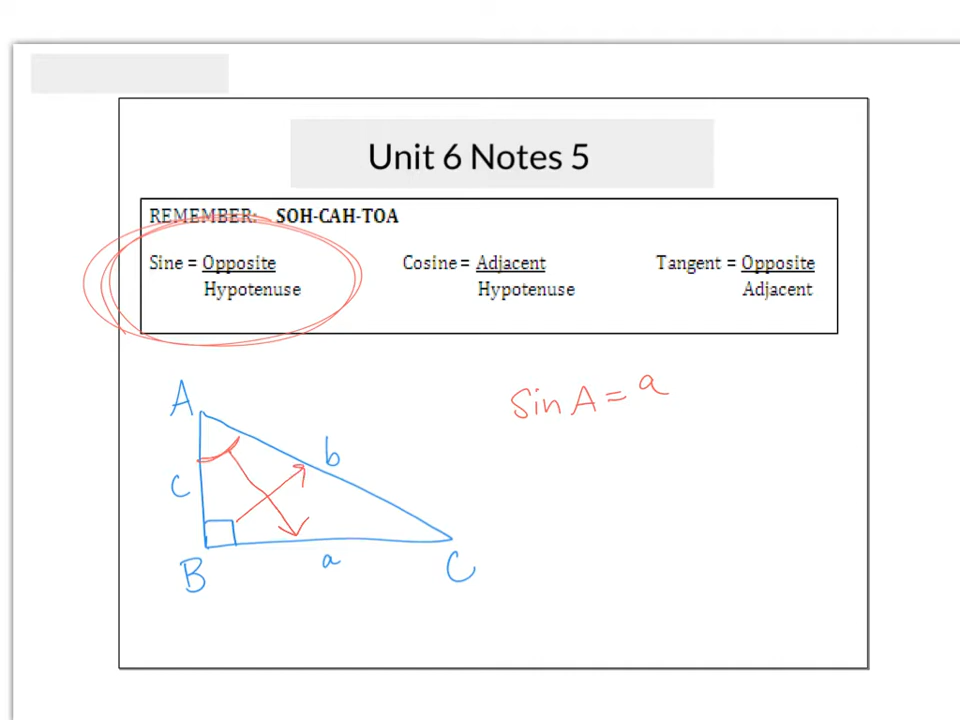 Unit 6 Notes 5
REMEMBER: SOH-CAH-TOA
Sine = Opposite
Hypotenuse
Cosine = Adjacent
Hypotenuse
Tangent = Opposite
Adjacent
A
b
c
B
a
C
sin A = a